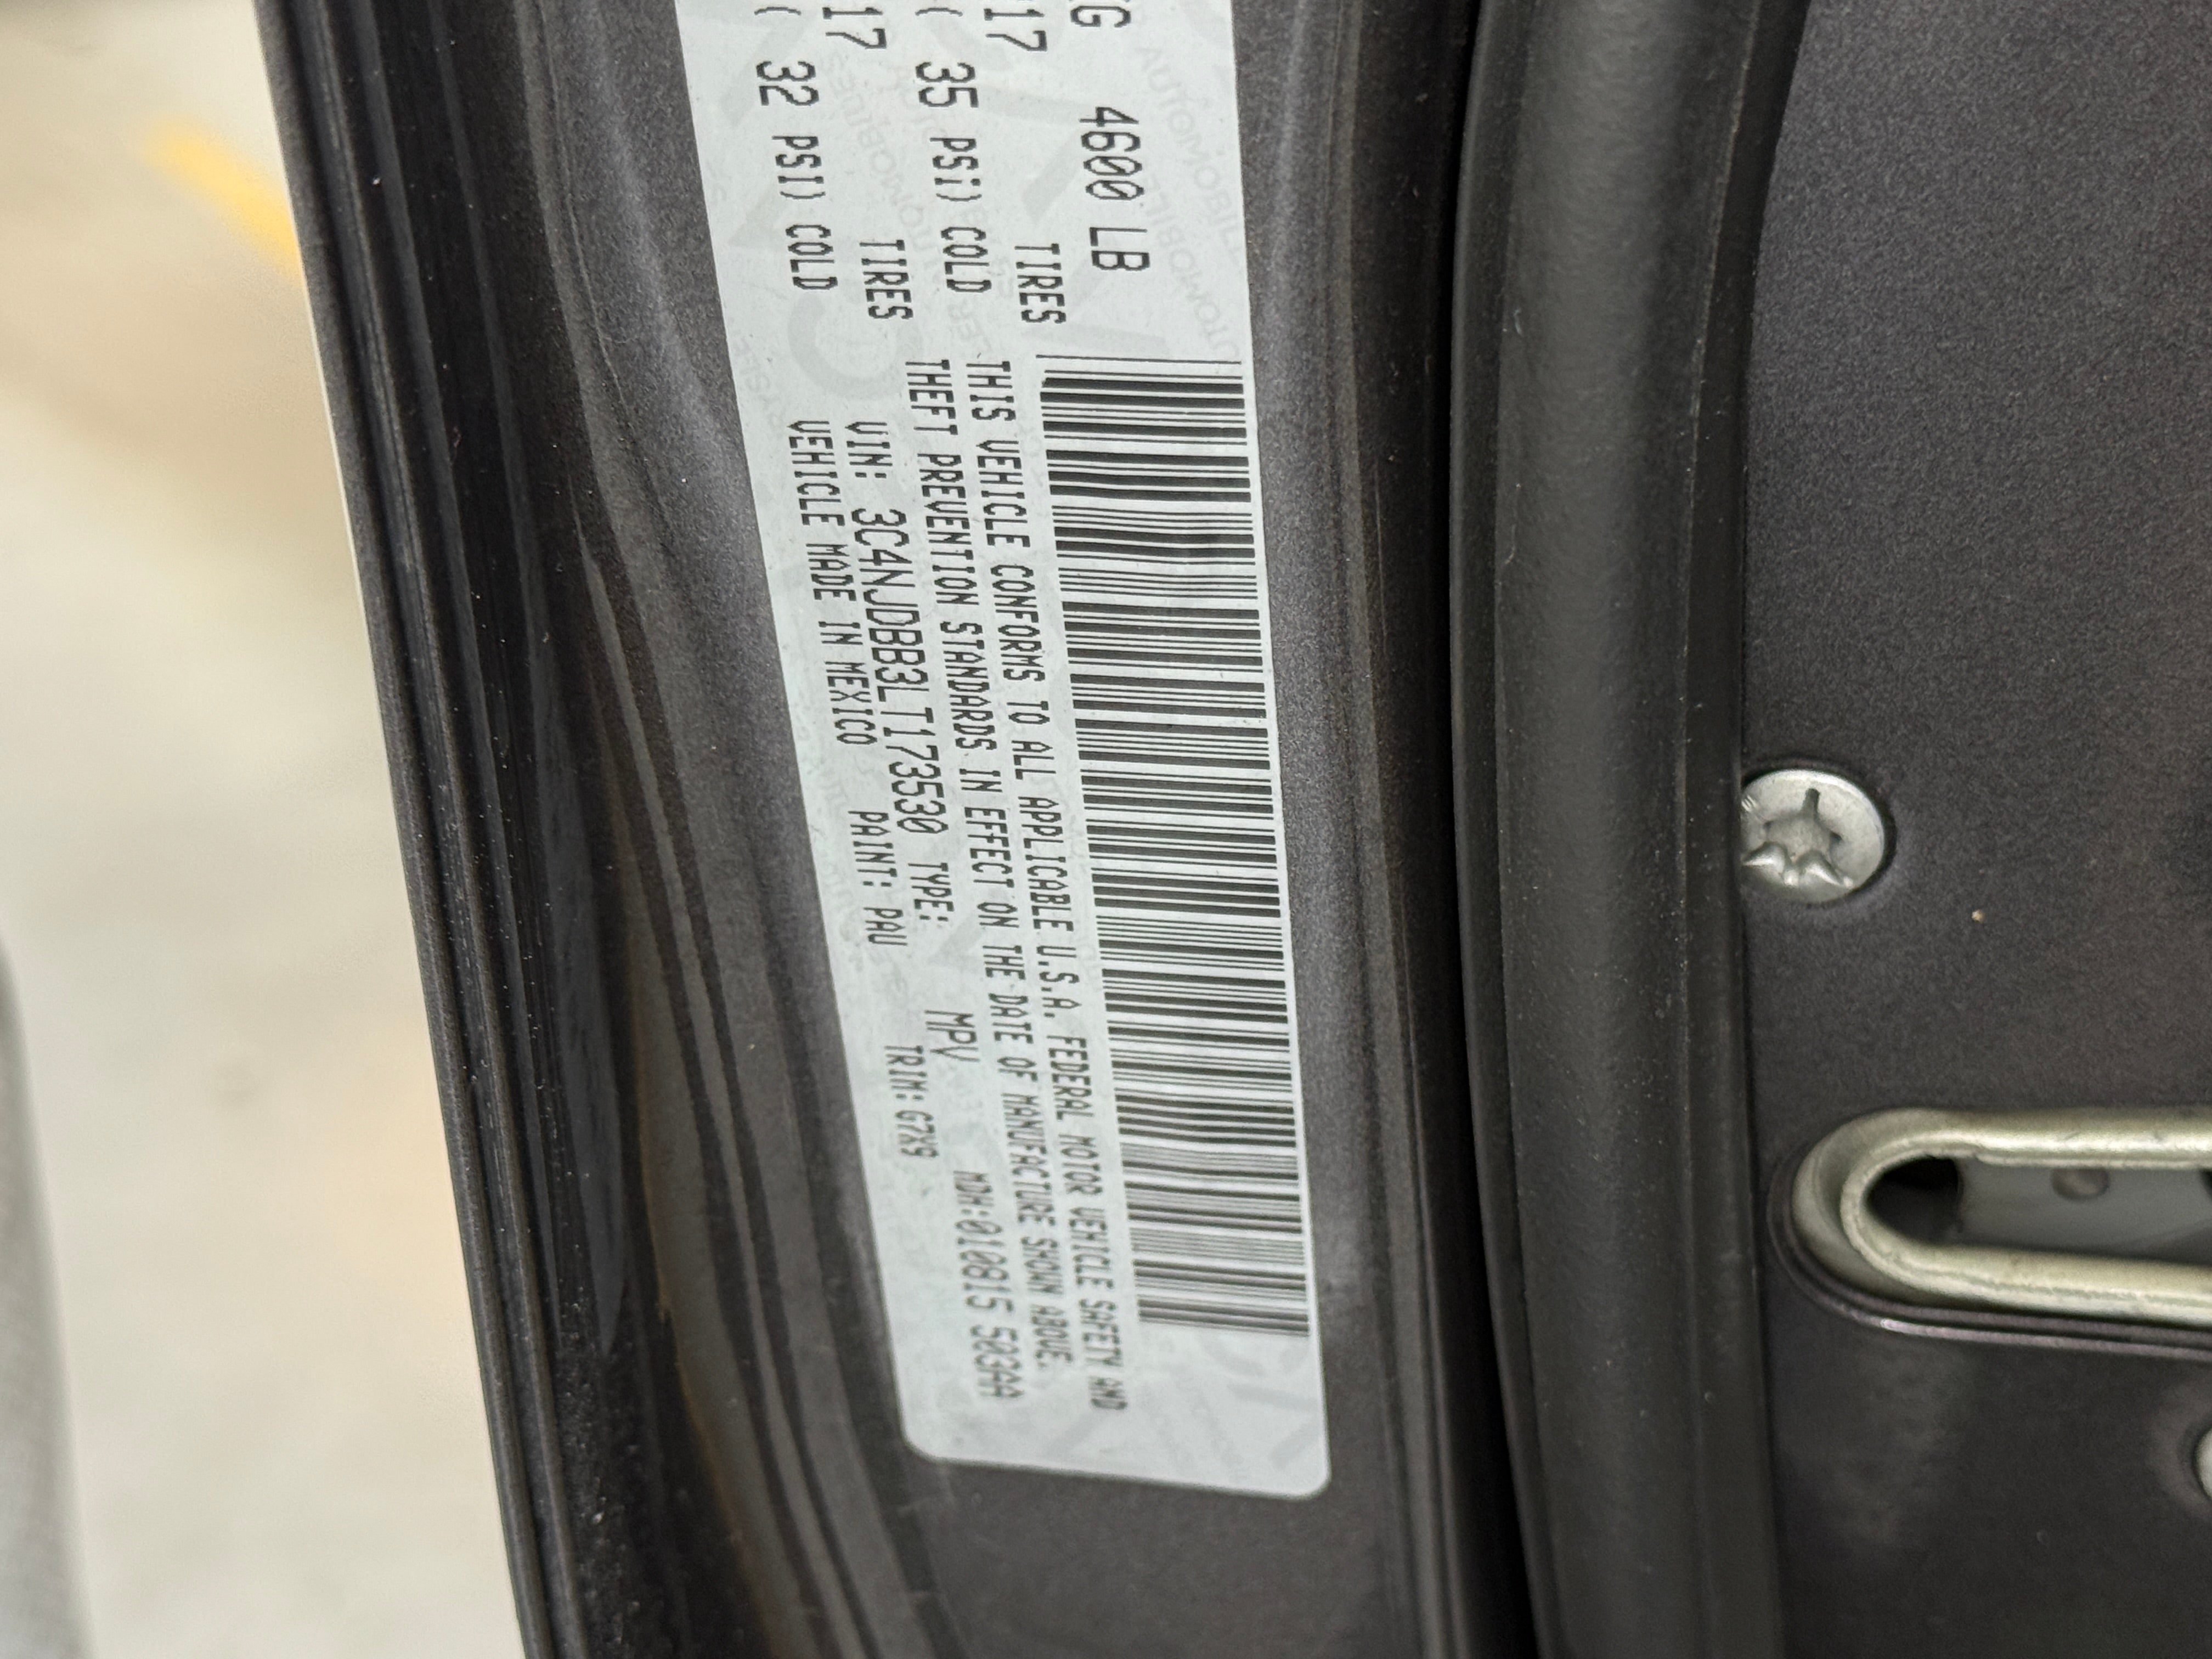 4600 LB
17 TIRES
35 PSI) COLD
17 TIRES
32 PSI) COLD
THIS VEHICLE CONFORMS TO ALL APPLICABLE U.S.A. FEDERAL MOTOR VEHICLE SAFETY AND
THEFT PREVENTION STANDARDS IN EFFECT ON THE DATE OF MANUFACTURE SHOWN ABOVE.
VIN: 3C4NJDBB3LT173530 TYPE: MPV MDH:010815 503AA
VEHICLE MADE IN MEXICO PAINT: PAU TRIM: G7X9